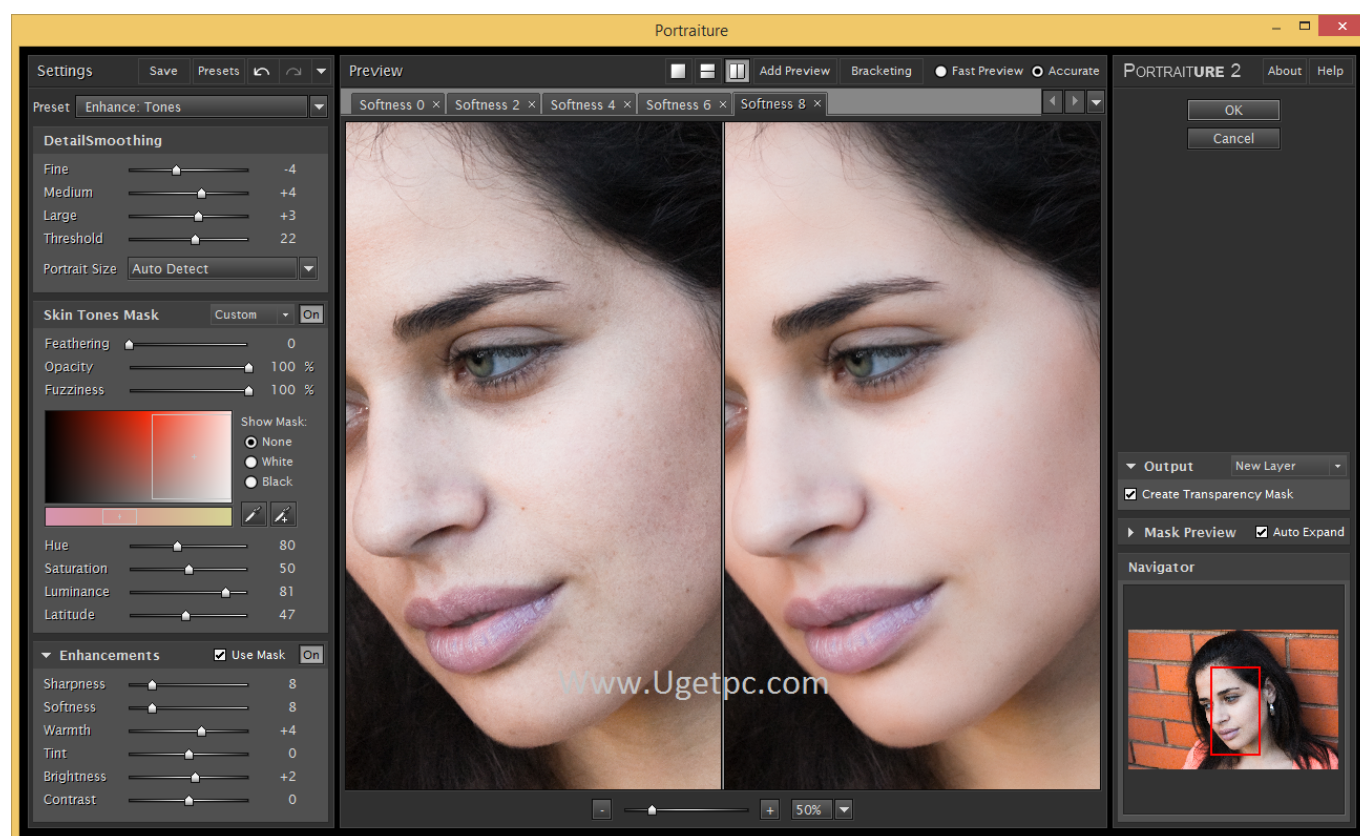 Portraiture
Settings Save Presets
Preset Enhance: Tones
DetailSmoothing
Fine -4
Medium +4
Large +3
Threshold 22
Portrait Size Auto Detect
Skin Tones Mask Custom On
Feathering 0
Opacity 100 %
Fuzziness 100 %
Show Mask:
None
White
Black
Hue 80
Saturation 50
Luminance 81
Latitude 47
Enhancements Use Mask On
Sharpness 8
Softness 8
Warmth +4
Tint 0
Brightness +2
Contrast 0
Preview Add Preview Bracketing Fast Preview Accurate
Softness 0 × Softness 2 × Softness 4 × Softness 6 × Softness 8 ×
Www.Ugetpc.com
- + 50%
PORTRAITURE 2 About Help
OK
Cancel
Output New Layer
Create Transparency Mask
Mask Preview Auto Expand
Navigator